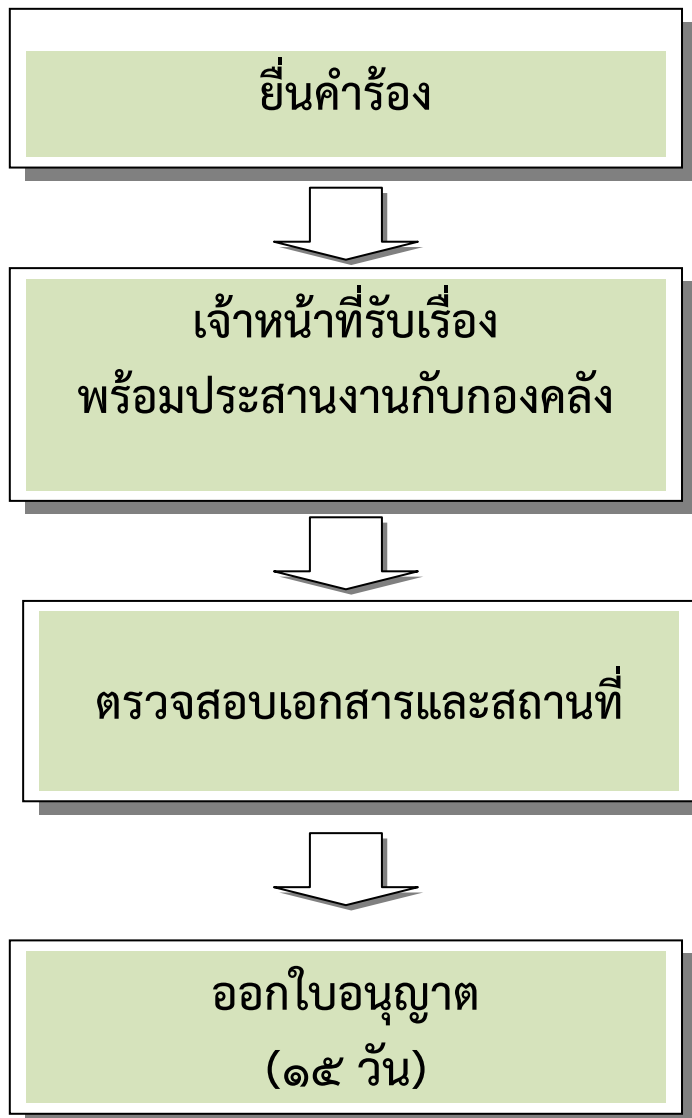 ยื่นคำร้อง
เจ้าหน้าที่รับเรื่อง
พร้อมประสานงานกับกองคลัง
ตรวจสอบเอกสารและสถานที่
ออกใบอนุญาต
(๑๕ วัน)